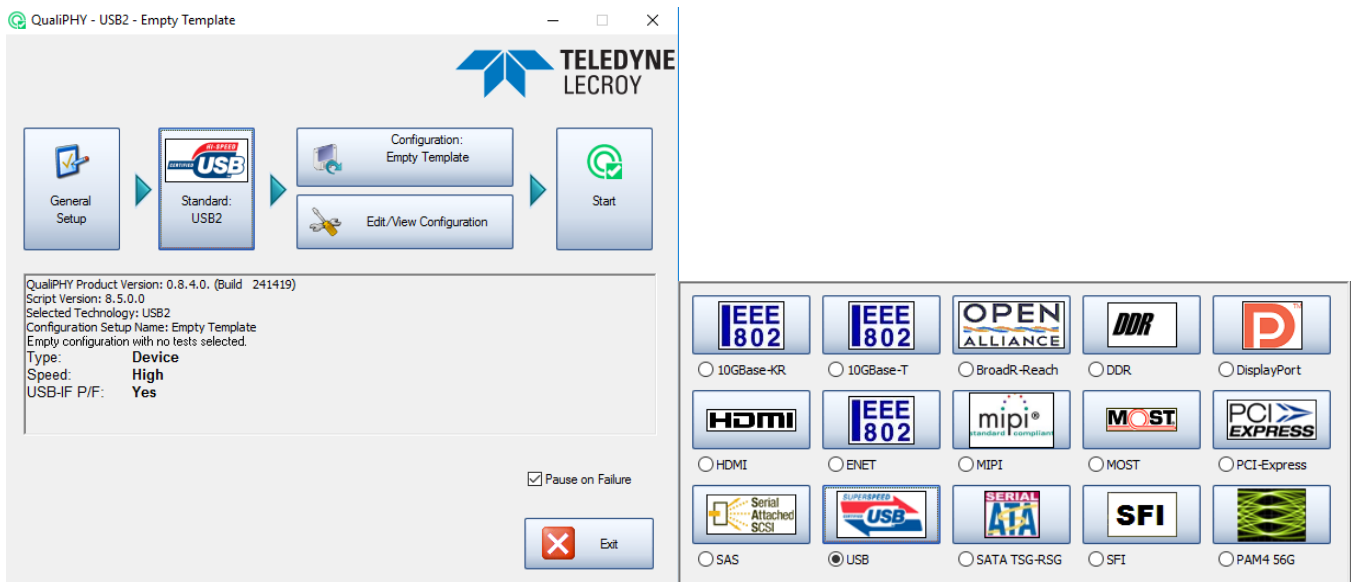 QualiPHY - USB2 - Empty Template
TELEDYNE
LECROY
General
Setup
HI-SPEED
CERTIFIED
USB
Standard:
USB2
Configuration:
Empty Template
Edit/View Configuration
Start
QualiPHY Product Version: 0.8.4.0. (Build 241419)
Script Version: 8.5.0.0
Selected Technology: USB2
Configuration Setup Name: Empty Template
Empty configuration with no tests selected.
Type: Device
Speed: High
USB-IF P/F: Yes
Pause on Failure
Exit
IEEE
802
IEEE
802
OPEN
ALLIANCE
DDR
10GBase-KR
10GBase-T
BroadR-Reach
DDR
DisplayPort
HDMI
IEEE
802
mipi®
standard compliant
MOST
PCI
EXPRESS
HDMI
ENET
MIPI
MOST
PCI-Express
Serial
Attached
SCSI
SUPERSPEED
CERTIFIED
USB
SERIAL
ATA
SFI
SAS
USB
SATA TSG-RSG
SFI
PAM4 56G